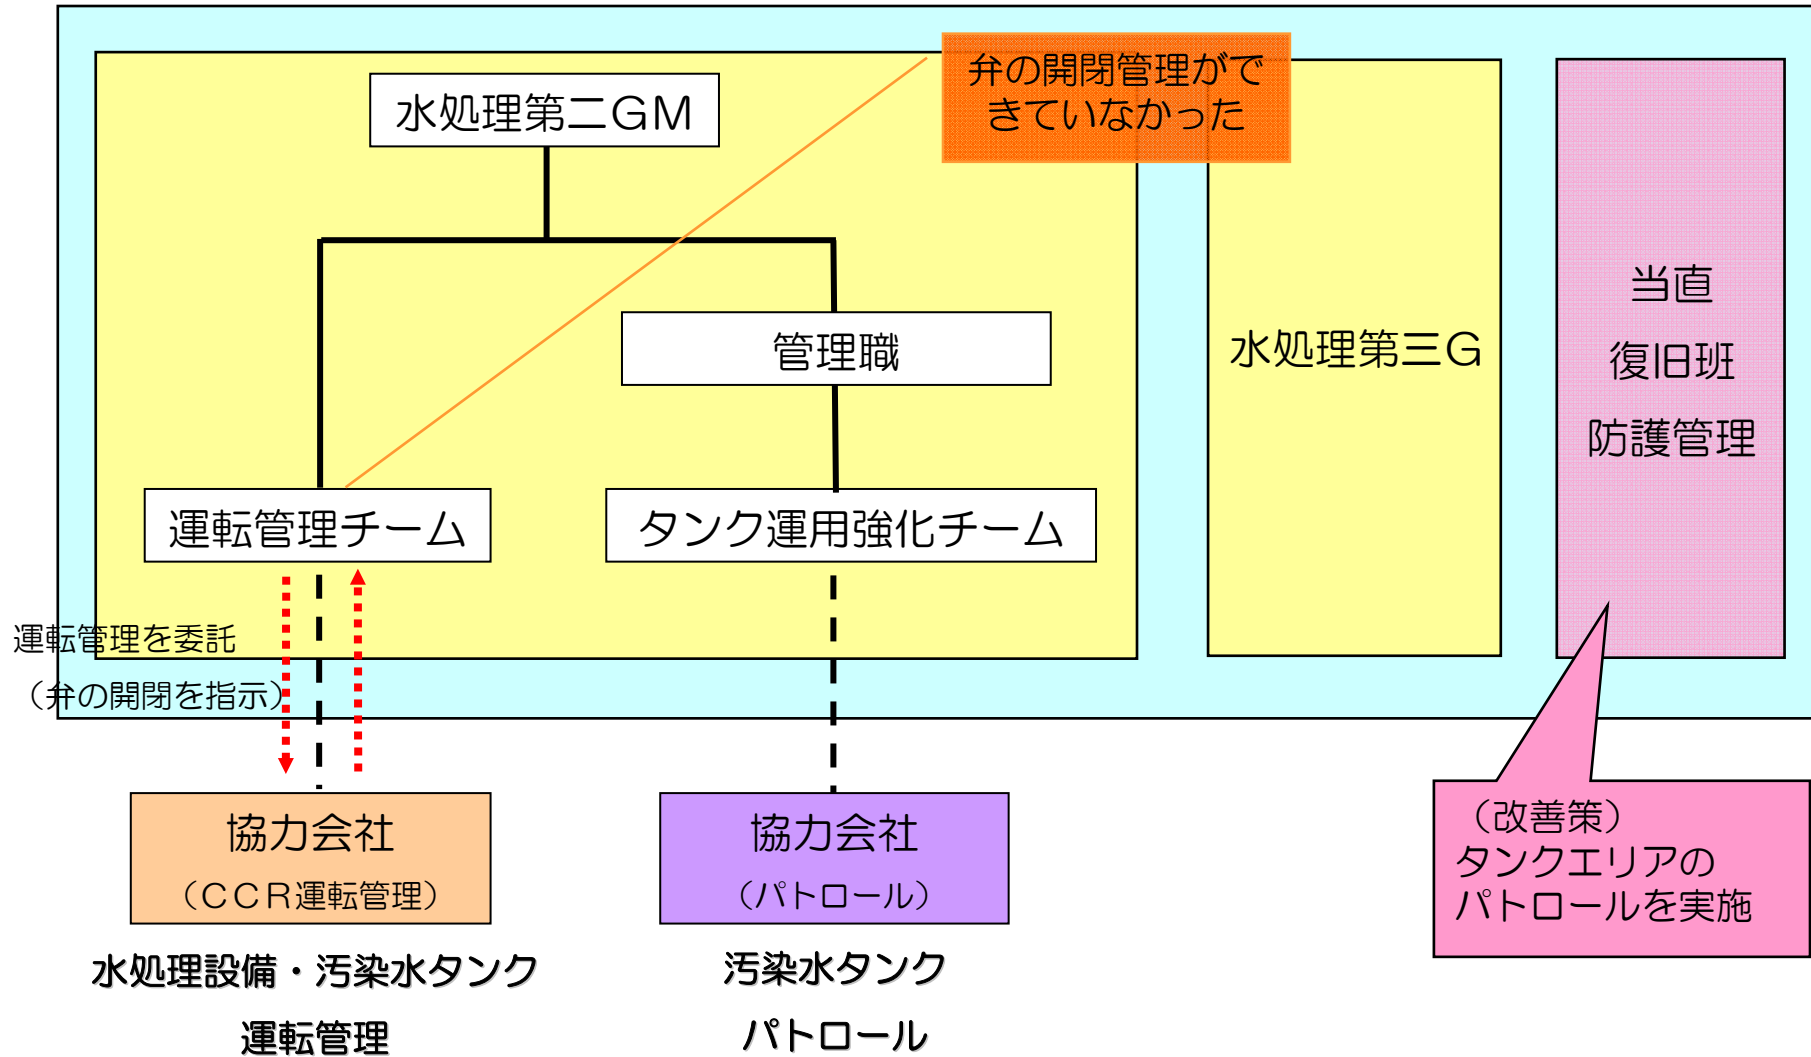 弁の開閉管理がで
きていなかった
水処理第二GM
管理職
運転管理チーム
タンク運用強化チーム
水処理第三G
当直
復旧班
防護管理
運転管理を委託
（弁の開閉を指示）
協力会社
（CCR運転管理）
水処理設備・汚染水タンク
運転管理
協力会社
（パトロール）
汚染水タンク
パトロール
（改善策）
タンクエリアの
パトロールを実施